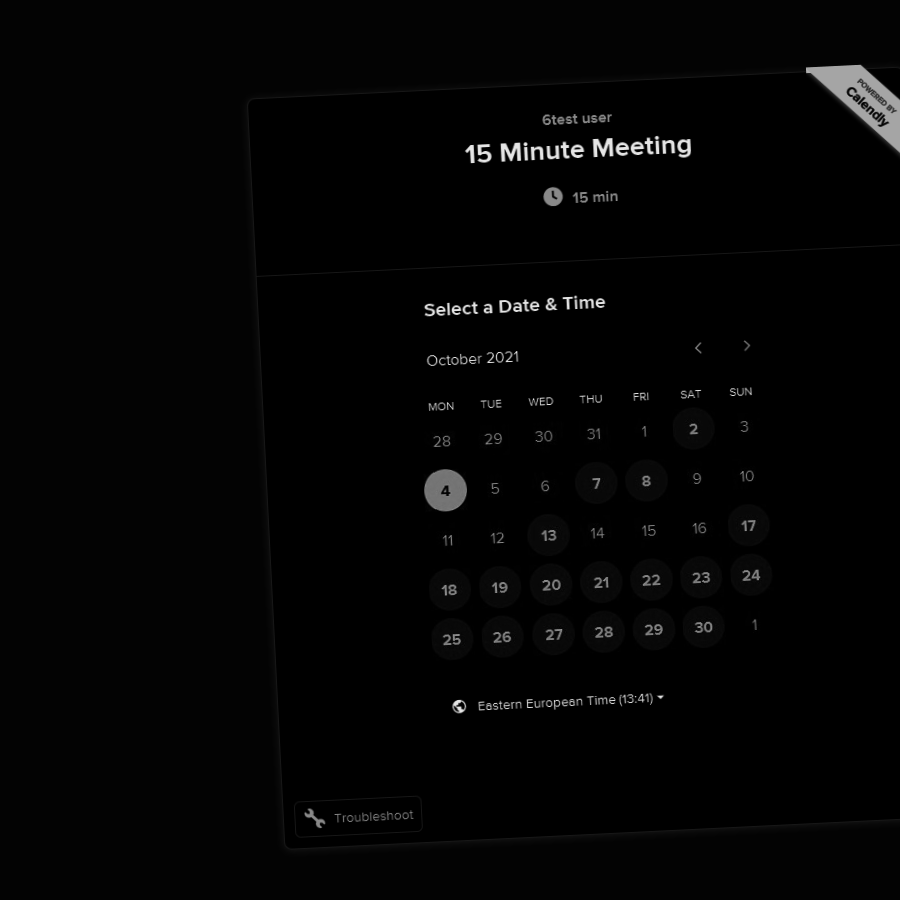 POWERED BY
Calendly
6test user
15 Minute Meeting
15 min
Select a Date & Time
October 2021
MON TUE WED THU FRI SAT SUN
28 29 30 31 1 2 3
4 5 6 7 8 9 10
11 12 13 14 15 16 17
18 19 20 21 22 23 24
25 26 27 28 29 30 1
Eastern European Time (13:41)
Troubleshoot